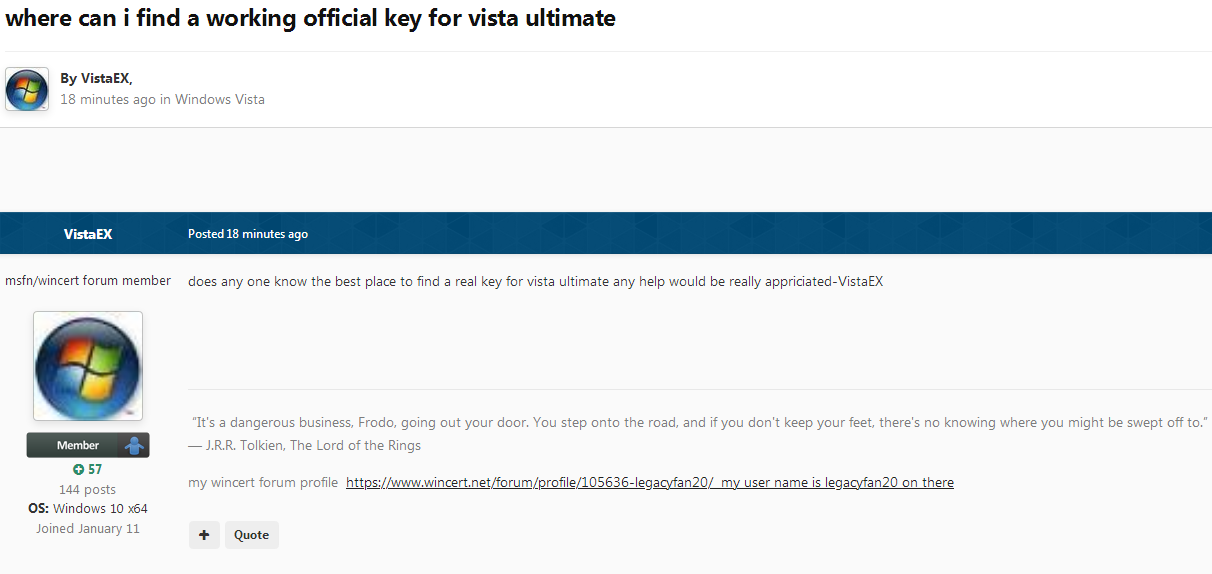 where can i find a working official key for vista ultimate
By VistaEX,
18 minutes ago in Windows Vista
VistaEX
Posted 18 minutes ago
msfn/wincert forum member
does any one know the best place to find a real key for vista ultimate any help would be really appriciated-VistaEX
Member
57
144 posts
OS: Windows 10 x64
Joined January 11
“It's a dangerous business, Frodo, going out your door. You step onto the road, and if you don't keep your feet, there's no knowing where you might be swept off to.”
— J.R.R. Tolkien, The Lord of the Rings
my wincert forum profile https://www.wincert.net/forum/profile/105636-legacyfan20/ my user name is legacyfan20 on there
+ Quote